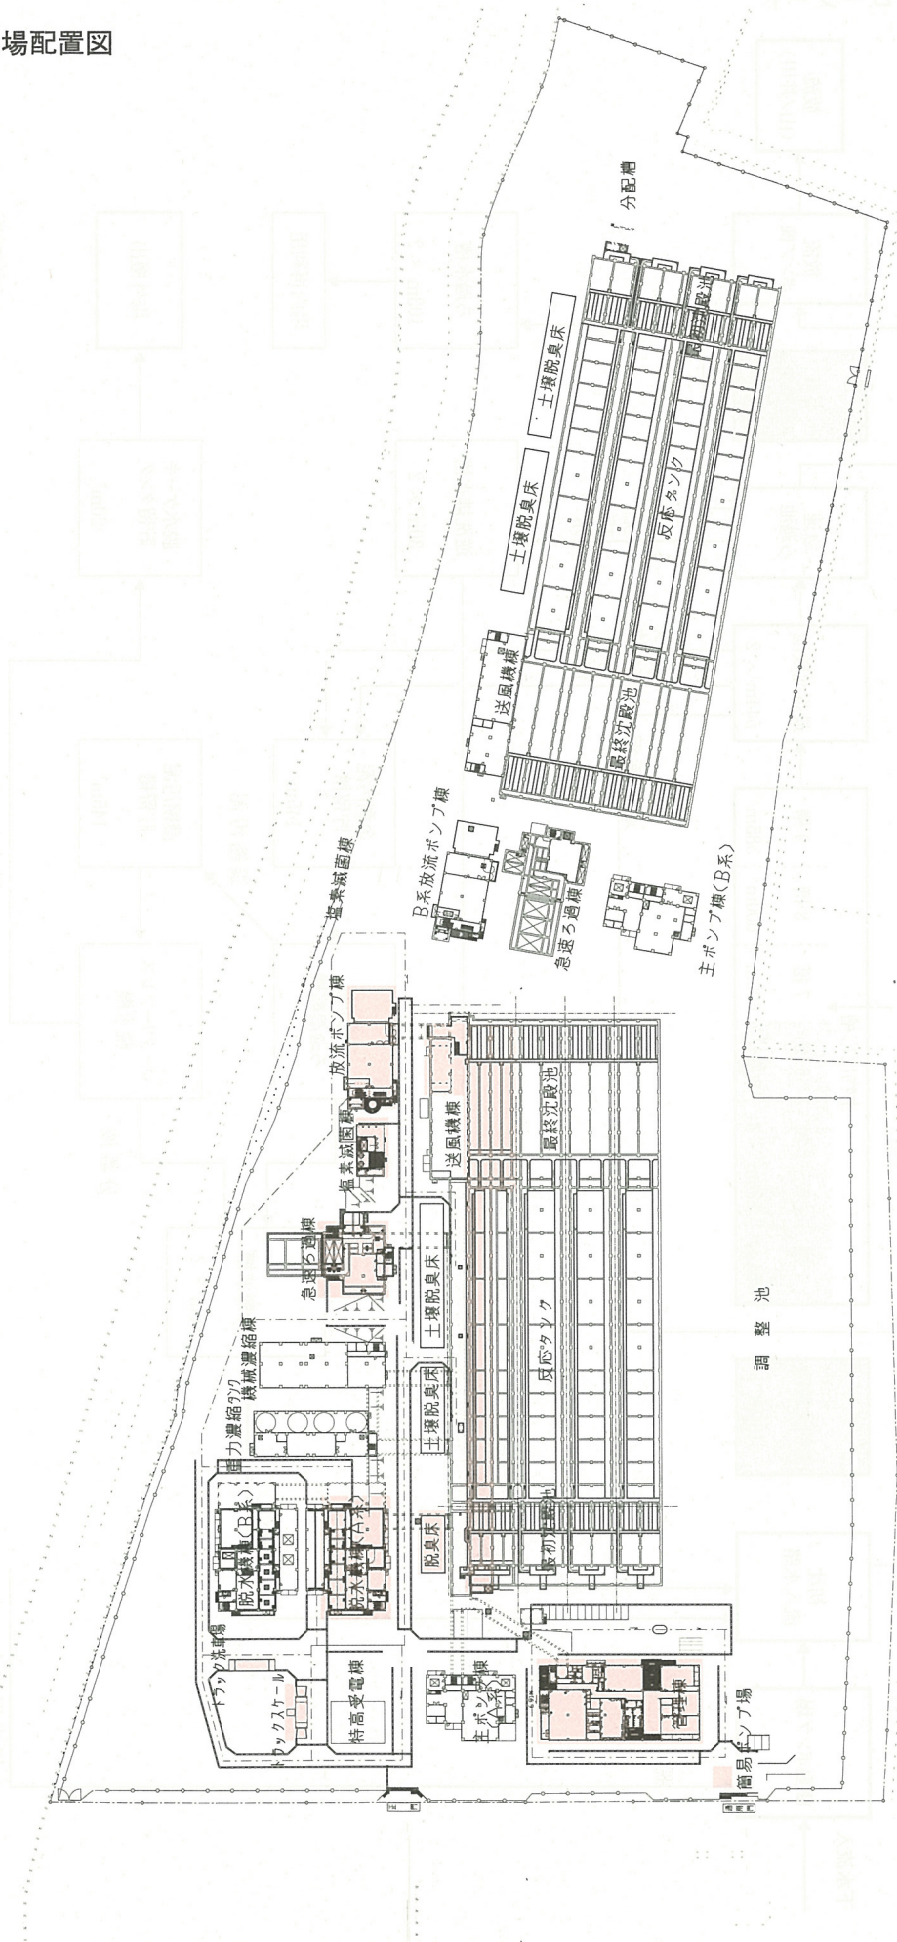 場配置図
分配槽
最初沈殿池
土壌脱臭床
土壌脱臭床
反応タンク
送風機棟
最終沈殿池
B系放流ポンプ棟
急速ろ過棟
主ポンプ棟(B系)
塩素滅菌棟
放流ポンプ棟
塩素滅菌棟
送風機棟
最終沈殿池
急速ろ過棟
土壌脱臭床
反応タンク
調整池
機械濃縮棟
重力濃縮タンク
土壌脱臭床
脱水機棟(B系)
脱水機棟(A系)
脱臭床
最初沈殿池
トラック洗車場
トラックスケール
特高受電棟
管理棟
簡易ポンプ場
正門
通用門